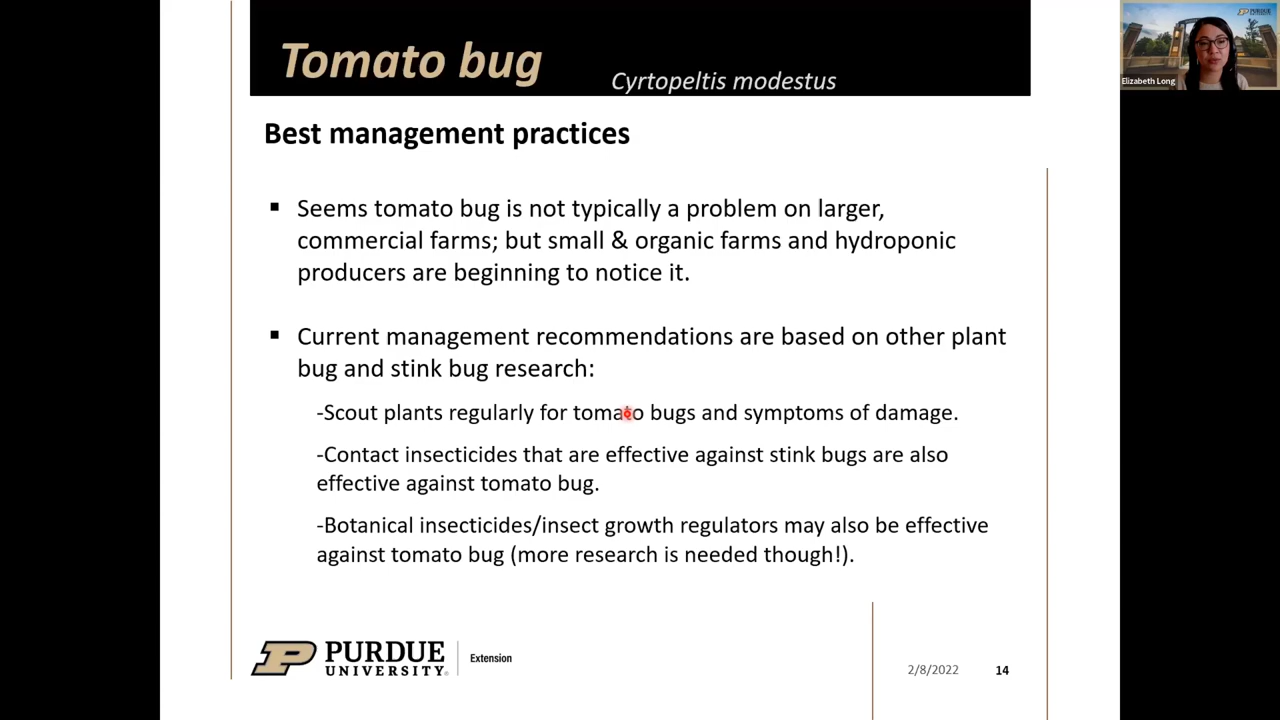 Tomato bug
Cyrtopeltis modestus
Best management practices
▪ Seems tomato bug is not typically a problem on larger,
commercial farms; but small & organic farms and hydroponic
producers are beginning to notice it.
▪ Current management recommendations are based on other plant
bug and stink bug research:
-Scout plants regularly for tomato bugs and symptoms of damage.
-Contact insecticides that are effective against stink bugs are also
effective against tomato bug.
-Botanical insecticides/insect growth regulators may also be effective
against tomato bug (more research is needed though!).
PURDUE
UNIVERSITY
Extension
2/8/2022
14
PURDUE
UNIVERSITY
Elizabeth Long